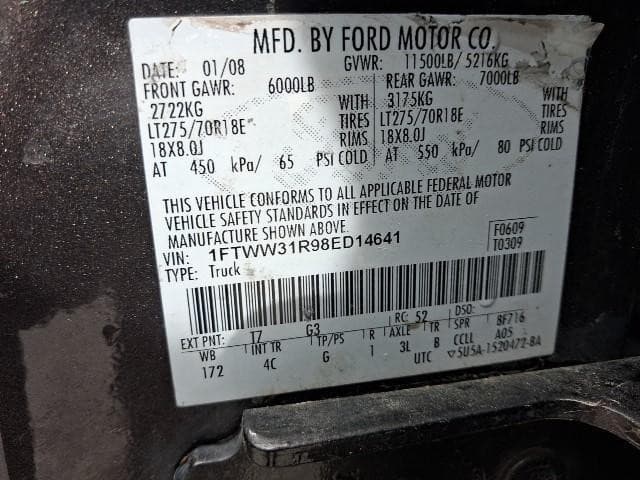 MFD. BY FORD MOTOR CO.
DATE: 01/08 GVWR: 11500LB/ 5216KG
FRONT GAWR: 6000LB REAR GAWR: 7000LB
2722KG WITH 3175KG WITH
LT275/70R18E TIRES LT275/70R18E TIRES
18X8.0J RIMS 18X8.0J RIMS
AT 450 kPa/ 65 PSI COLD AT 550 kPa/ 80 PSI COLD
THIS VEHICLE CONFORMS TO ALL APPLICABLE FEDERAL MOTOR
VEHICLE SAFETY STANDARDS IN EFFECT ON THE DATE OF
MANUFACTURE SHOWN ABOVE.
VIN: 1FTWW31R98ED14641 F0609
TYPE: Truck T0309
EXT PNT: T7 G3 RC: 52 DSO:
WB INT TR TP/PS R AXLE TR SPR BF716
172 4C G 1 3L B CCLL A05
UTC ▽5U5A-1520472-BA